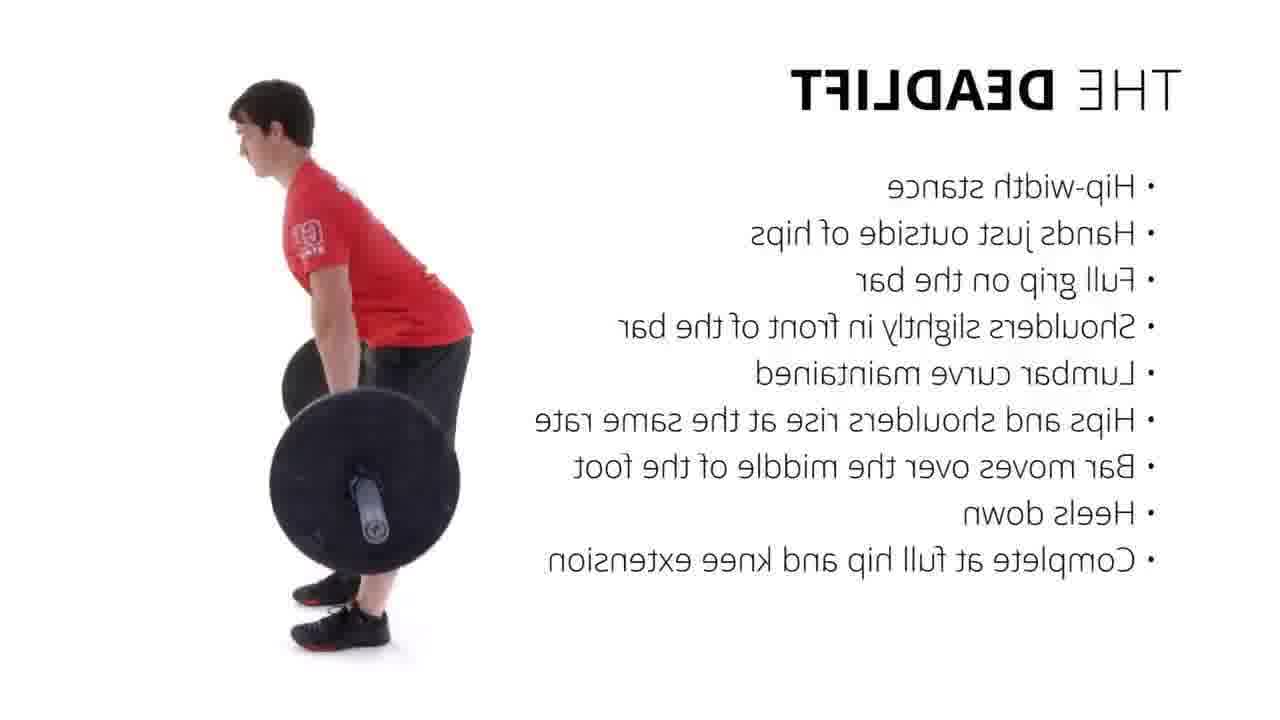 THE DEADLIFT
• Hip-width stance
• Hands just outside of hips
• Full grip on the bar
• Shoulders slightly in front of the bar
• Lumbar curve maintained
• Hips and shoulders rise at the same rate
• Bar moves over the middle of the foot
• Heels down
• Complete at full hip and knee extension